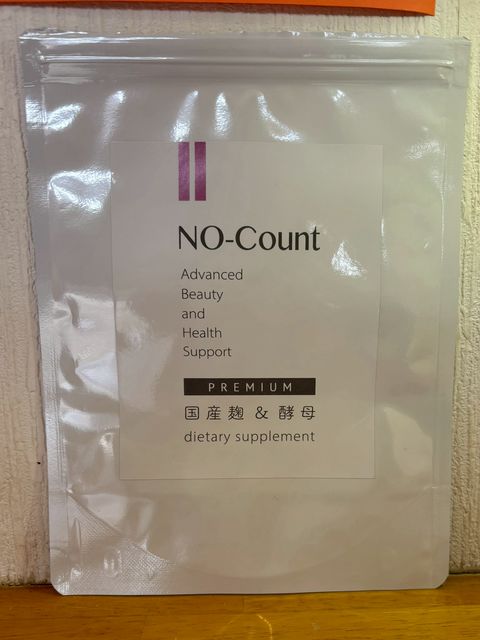 NO-Count
Advanced
Beauty
and
Health
Support
PREMIUM
国産麹 & 酵母
dietary supplement